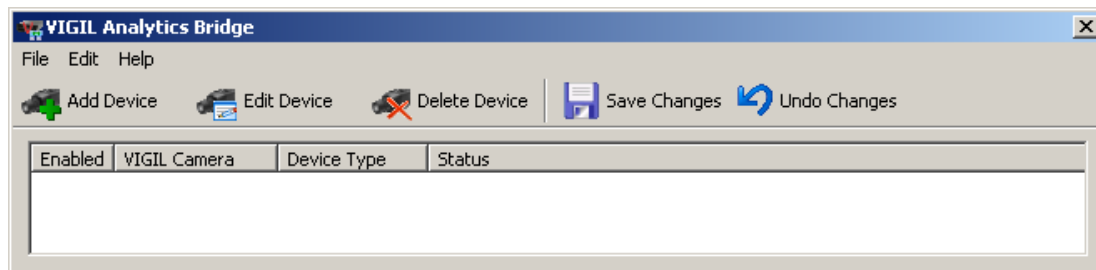 VIGIL Analytics Bridge
File Edit Help
Add Device Edit Device Delete Device Save Changes Undo Changes
Enabled VIGIL Camera Device Type Status